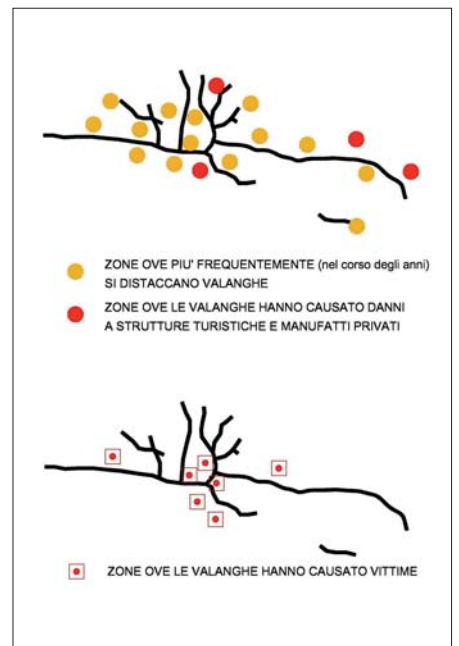 ZONE OVE PIU' FREQUENTEMENTE (nel corso degli anni)
SI DISTACCANO VALANGHE
ZONE OVE LE VALANGHE HANNO CAUSATO DANNI
A STRUTTURE TURISTICHE E MANUFATTI PRIVATI
ZONE OVE LE VALANGHE HANNO CAUSATO VITTIME